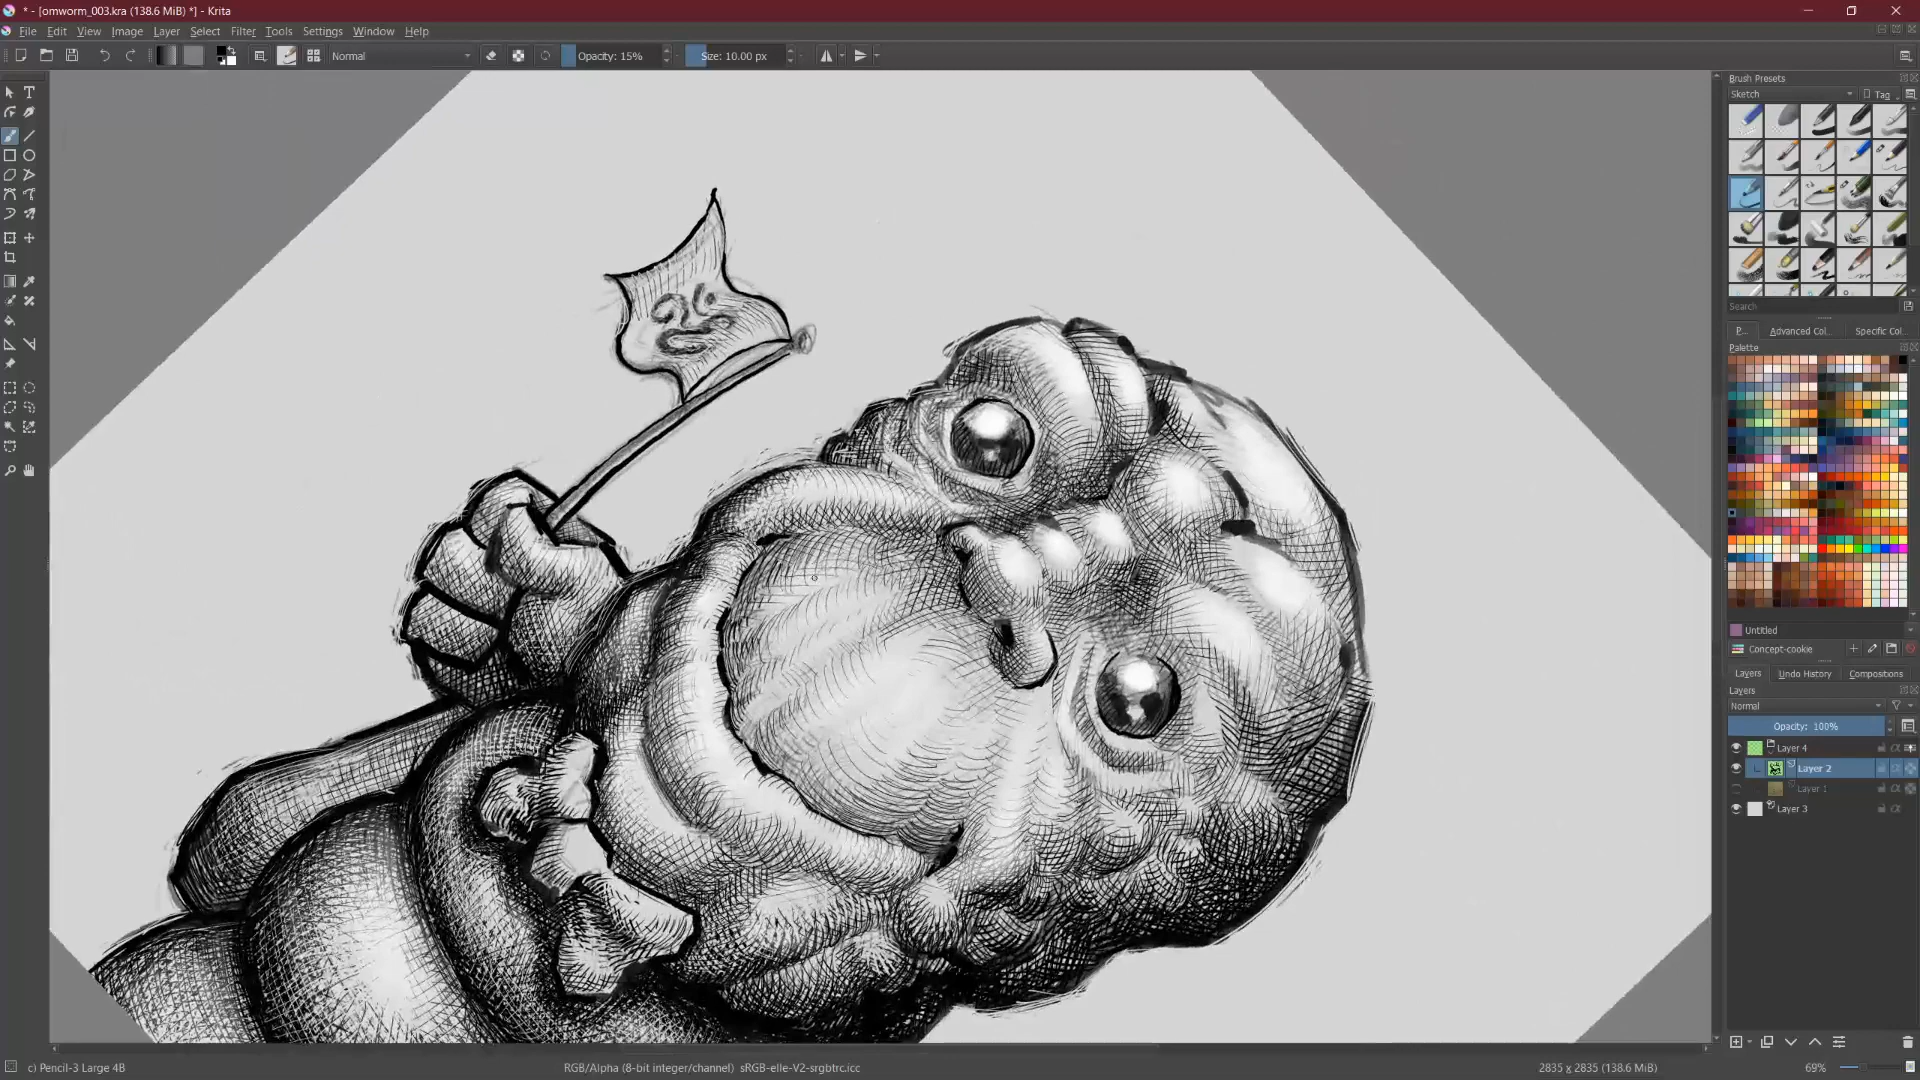 * - [omworm_003.kra (138.6 MiB) *] - Krita
File Edit View Image Layer Select Filter Tools Settings Window Help
Normal Opacity: 15% Size: 10.00 px
Brush Presets
Sketch Tag
Search
P... Advanced Col... Specific Col...
Palette
Untitled
Concept-cookie
Layers Undo History Compositions
Layers
Normal
Opacity: 100%
Layer 4
Layer 2
Layer 1
Layer 3
26
c) Pencil-3 Large 4B RGB/Alpha (8-bit integer/channel) sRGB-elle-V2-srgbtrc.icc 2835 x 2835 (138.6 MiB) 69%